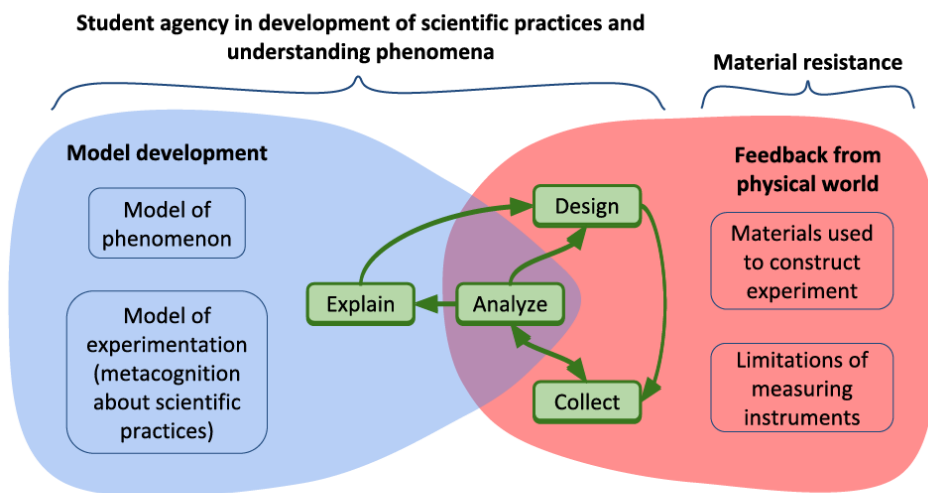 Student agency in development of scientific practices and
understanding phenomena
Material resistance
Model development
Model of
phenomenon
Model of
experimentation
(metacognition
about scientific
practices)
Explain
Analyze
Design
Collect
Feedback from
physical world
Materials used
to construct
experiment
Limitations of
measuring
instruments